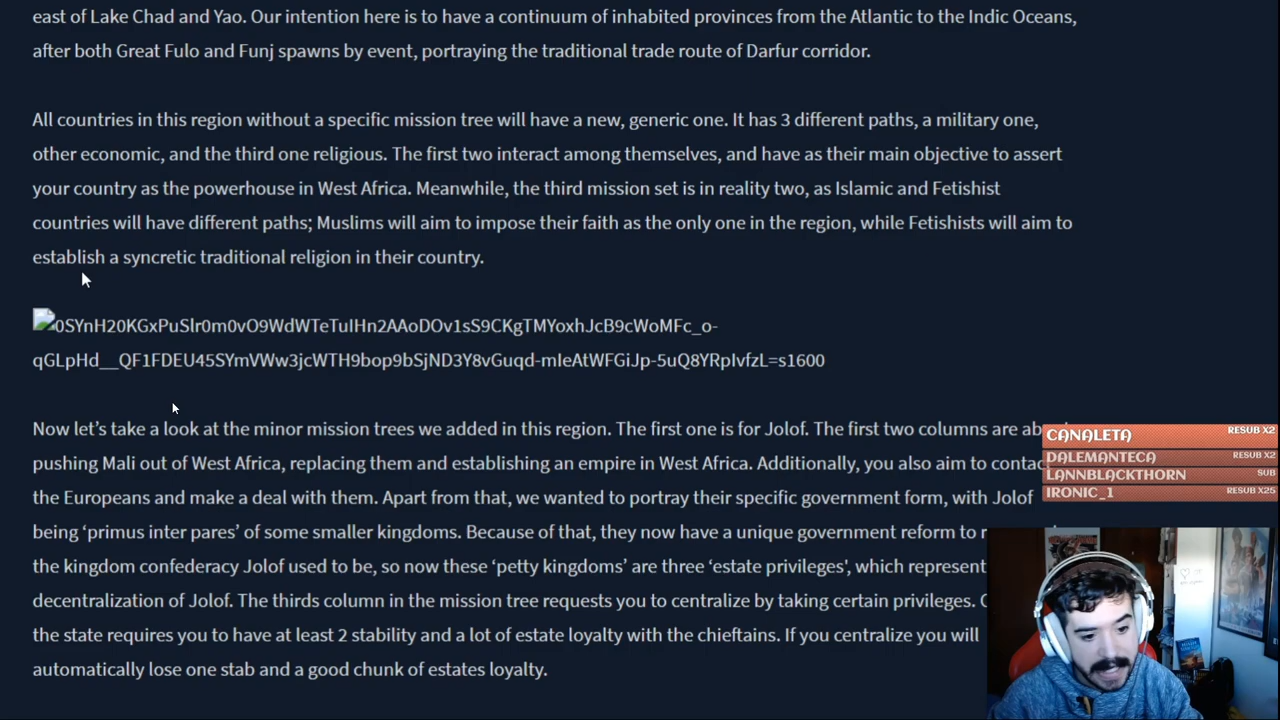 east of Lake Chad and Yao. Our intention here is to have a continuum of inhabited provinces from the Atlantic to the Indic Oceans,
after both Great Fulo and Funj spawns by event, portraying the traditional trade route of Darfur corridor.
All countries in this region without a specific mission tree will have a new, generic one. It has 3 different paths, a military one,
other economic, and the third one religious. The first two interact among themselves, and have as their main objective to assert
your country as the powerhouse in West Africa. Meanwhile, the third mission set is in reality two, as Islamic and Fetishist
countries will have different paths; Muslims will aim to impose their faith as the only one in the region, while Fetishists will aim to
establish a syncretic traditional religion in their country.
0SYnH20KGxPuSlr0m0vO9WdWTeTuIHn2AAoDOv1sS9CKgTMYoxhJcB9cWoMFc_o-
qGLpHd__QF1FDEU45SYmVWw3jcWTH9bop9bSjND3Y8vGuqd-mIeAtWFGiJp-5uQ8YRpIvfzL=s1600
Now let's take a look at the minor mission trees we added in this region. The first one is for Jolof. The first two columns are
pushing Mali out of West Africa, replacing them and establishing an empire in West Africa. Additionally, you also aim to contac
the Europeans and make a deal with them. Apart from that, we wanted to portray their specific government form, with Jolof
being ‘primus inter pares’ of some smaller kingdoms. Because of that, they now have a unique government reform to
the kingdom confederacy Jolof used to be, so now these ‘petty kingdoms’ are three ‘estate privileges', which represent
decentralization of Jolof. The thirds column in the mission tree requests you to centralize by taking certain privileges.
the state requires you to have at least 2 stability and a lot of estate loyalty with the chieftains. If you centralize you will
automatically lose one stab and a good chunk of estates loyalty.
CANALETA RESUB X2
DALEMANTECA RESUB X2
LANNBLACKTHORN SUB
IRONIC_1 RESUB X25